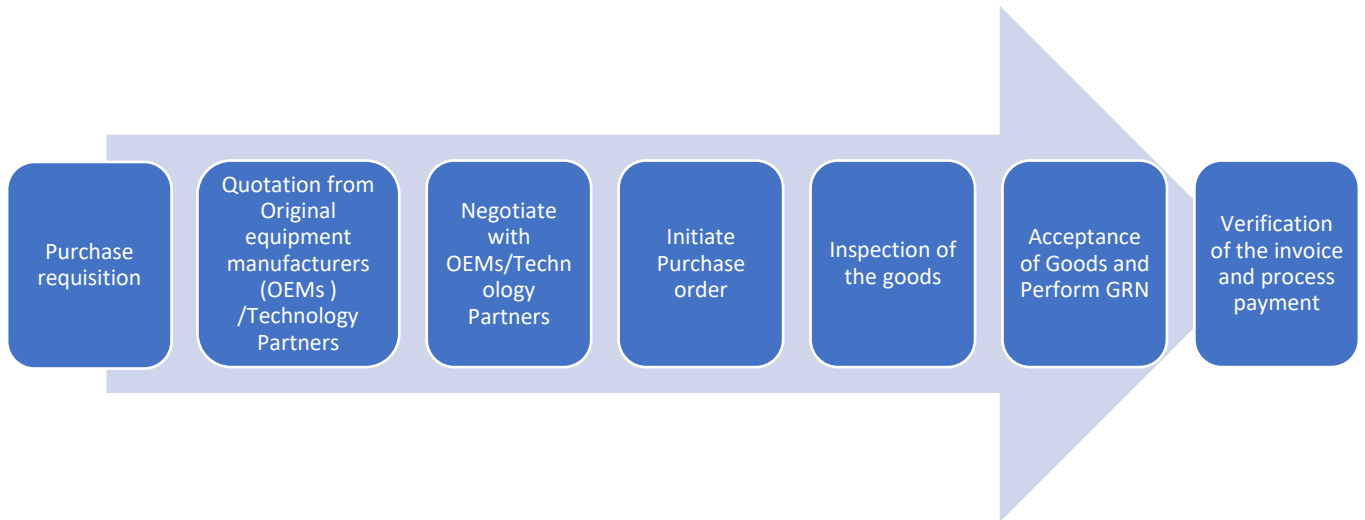 Purchase
requisition
Quotation from
Original
equipment
manufacturers
(OEMs )
/Technology
Partners
Negotiate
with
OEMs/Techn
ology
Partners
Initiate
Purchase
order
Inspection of
the goods
Acceptance
of Goods and
Perform GRN
Verification
of the invoice
and process
payment